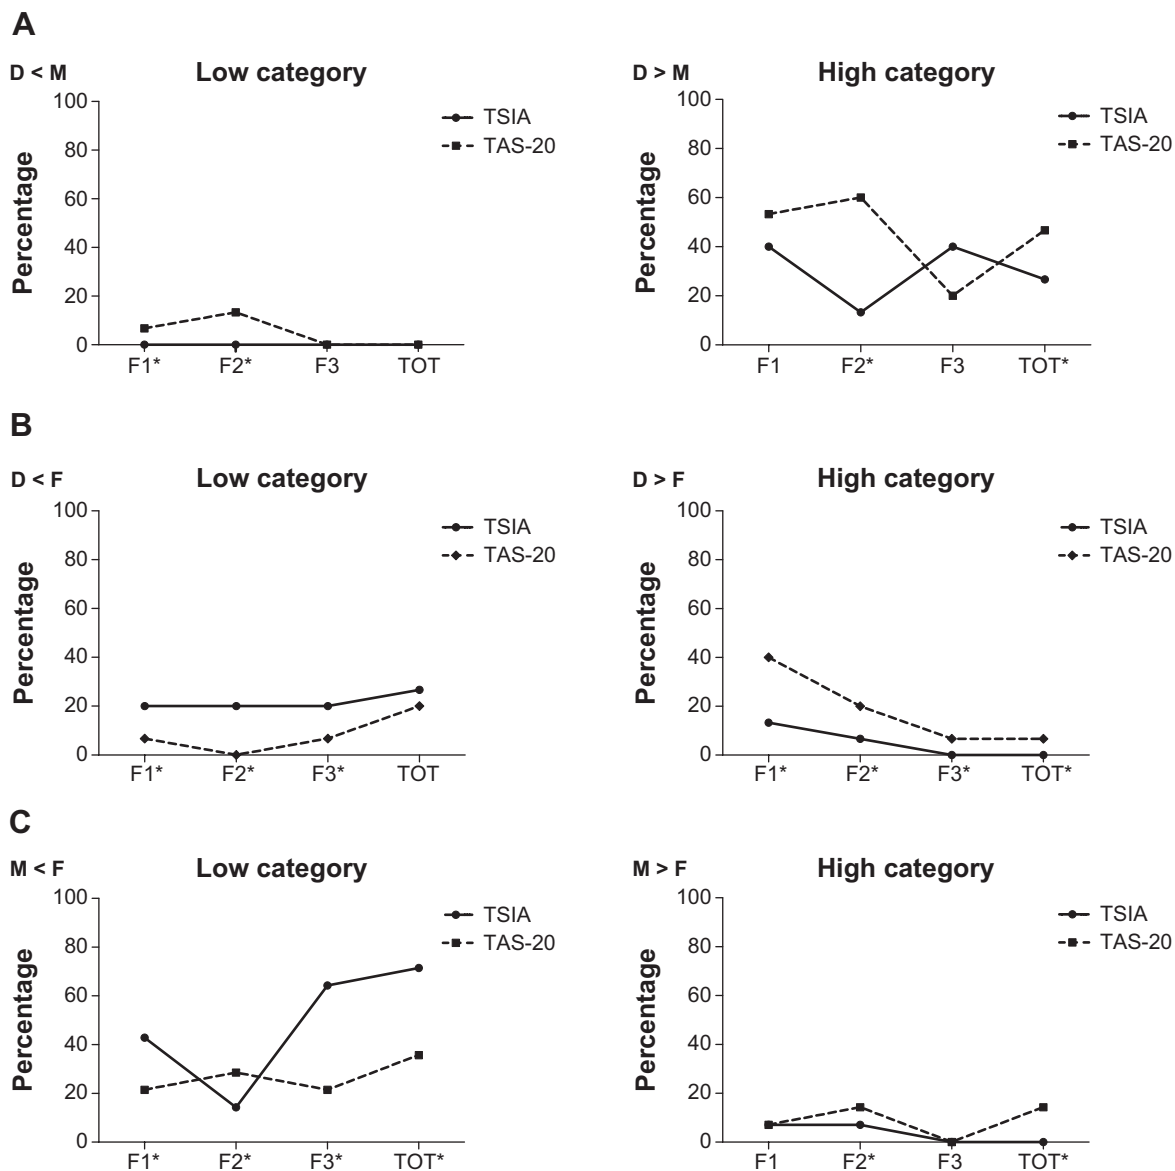 A
D < M Low category
100
80
60
40
20
0
Percentage
F1* F2* F3 TOT
TSIA
TAS-20
D > M High category
100
80
60
40
20
0
Percentage
F1 F2* F3 TOT*
TSIA
TAS-20
B
D < F Low category
100
80
60
40
20
0
Percentage
F1* F2* F3* TOT
TSIA
TAS-20
D > F High category
100
80
60
40
20
0
Percentage
F1* F2* F3* TOT*
TSIA
TAS-20
C
M < F Low category
100
80
60
40
20
0
Percentage
F1* F2* F3* TOT*
TSIA
TAS-20
M > F High category
100
80
60
40
20
0
Percentage
F1 F2* F3 TOT*
TSIA
TAS-20